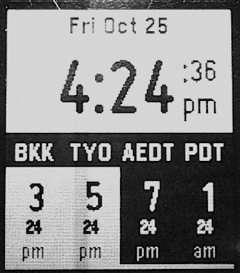 Fri Oct 25
4:24 :36 pm
BKK TYO AEDT PDT
3 5 7 1
24 24 24 24
pm pm pm am